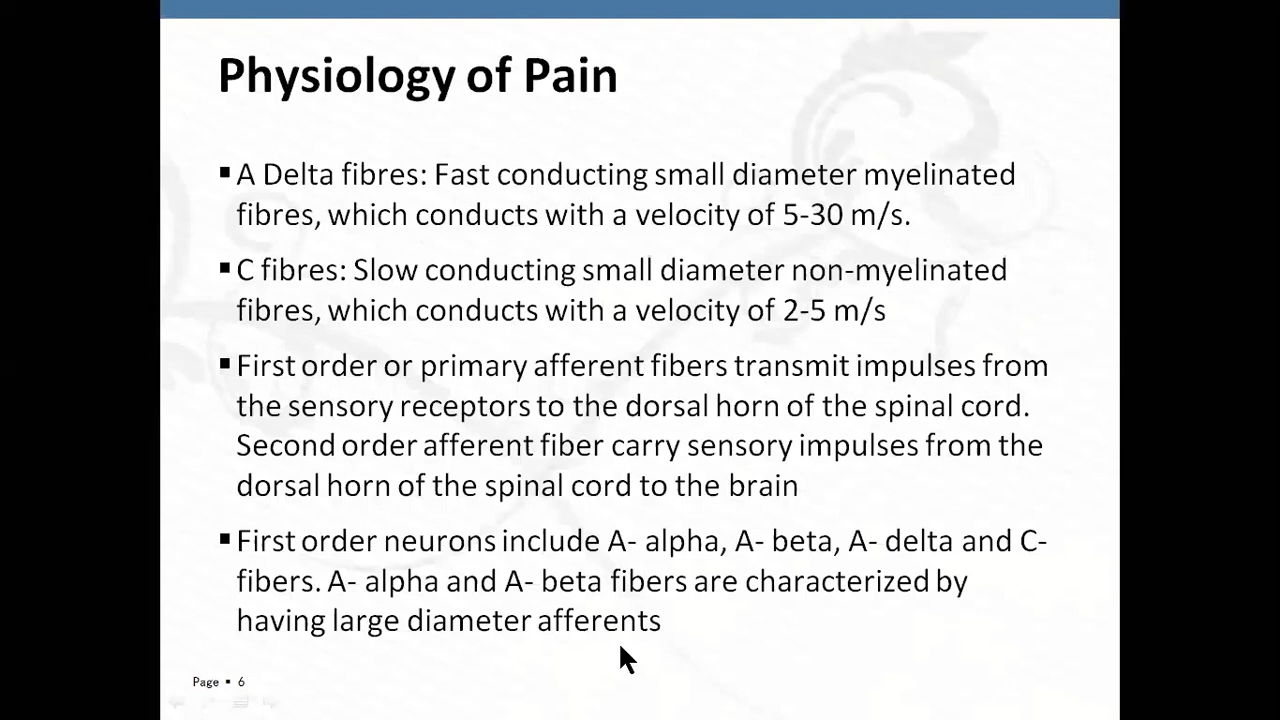 Physiology of Pain
▪ A Delta fibres: Fast conducting small diameter myelinated
fibres, which conducts with a velocity of 5-30 m/s.
▪ C fibres: Slow conducting small diameter non-myelinated
fibres, which conducts with a velocity of 2-5 m/s
▪ First order or primary afferent fibers transmit impulses from
the sensory receptors to the dorsal horn of the spinal cord.
Second order afferent fiber carry sensory impulses from the
dorsal horn of the spinal cord to the brain
▪ First order neurons include A- alpha, A- beta, A- delta and C-
fibers. A- alpha and A- beta fibers are characterized by
having large diameter afferents
Page ▪ 6